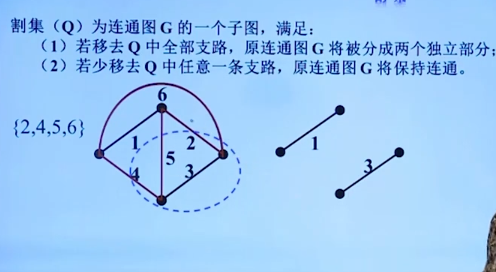 割集（Q）为连通图 G 的一个子图，满足：
（1）若移去 Q 中全部支路，原连通图 G 将被分成两个独立部分;
（2）若少移去 Q 中任意一条支路，原连通图 G 将保持连通。
6
{2,4,5,6}
1 2 1
5 3
4 3